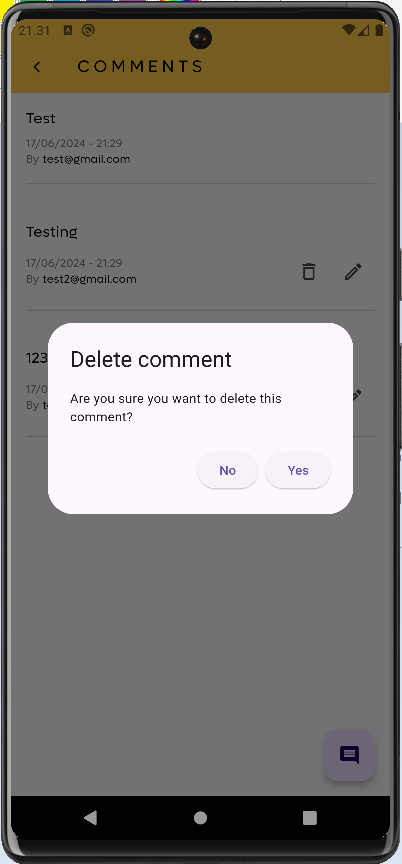 21.31
COMMENTS
Test
17/06/2024 - 21:29
By test@gmail.com
Testing
17/06/2024 - 21:29
By test2@gmail.com
123
17/0
By t
Delete comment
Are you sure you want to delete this
comment?
No
Yes